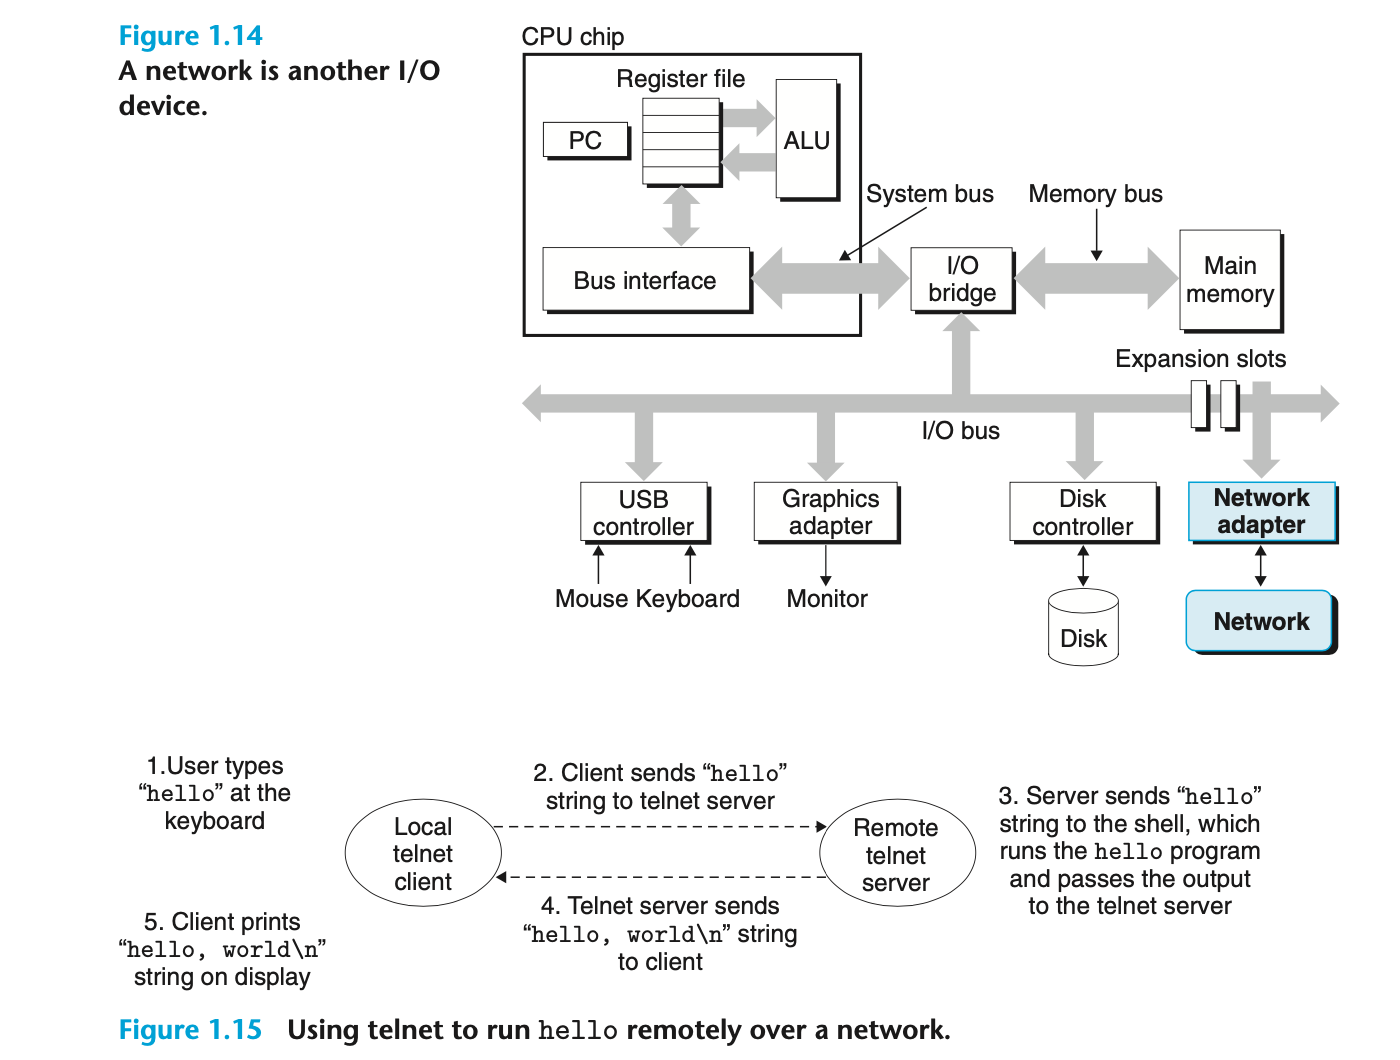 Figure 1.14
A network is another I/O
device.
CPU chip
Register file
PC
ALU
System bus
Memory bus
Bus interface
I/O
bridge
Main
memory
Expansion slots
I/O bus
USB
controller
Graphics
adapter
Disk
controller
Network
adapter
Mouse Keyboard
Monitor
Disk
Network
1.User types
“hello” at the
keyboard
Local
telnet
client
2. Client sends “hello”
string to telnet server
Remote
telnet
server
3. Server sends “hello”
string to the shell, which
runs the hello program
and passes the output
to the telnet server
4. Telnet server sends
“hello, world\n” string
to client
5. Client prints
“hello, world\n”
string on display
Figure 1.15 Using telnet to run hello remotely over a network.